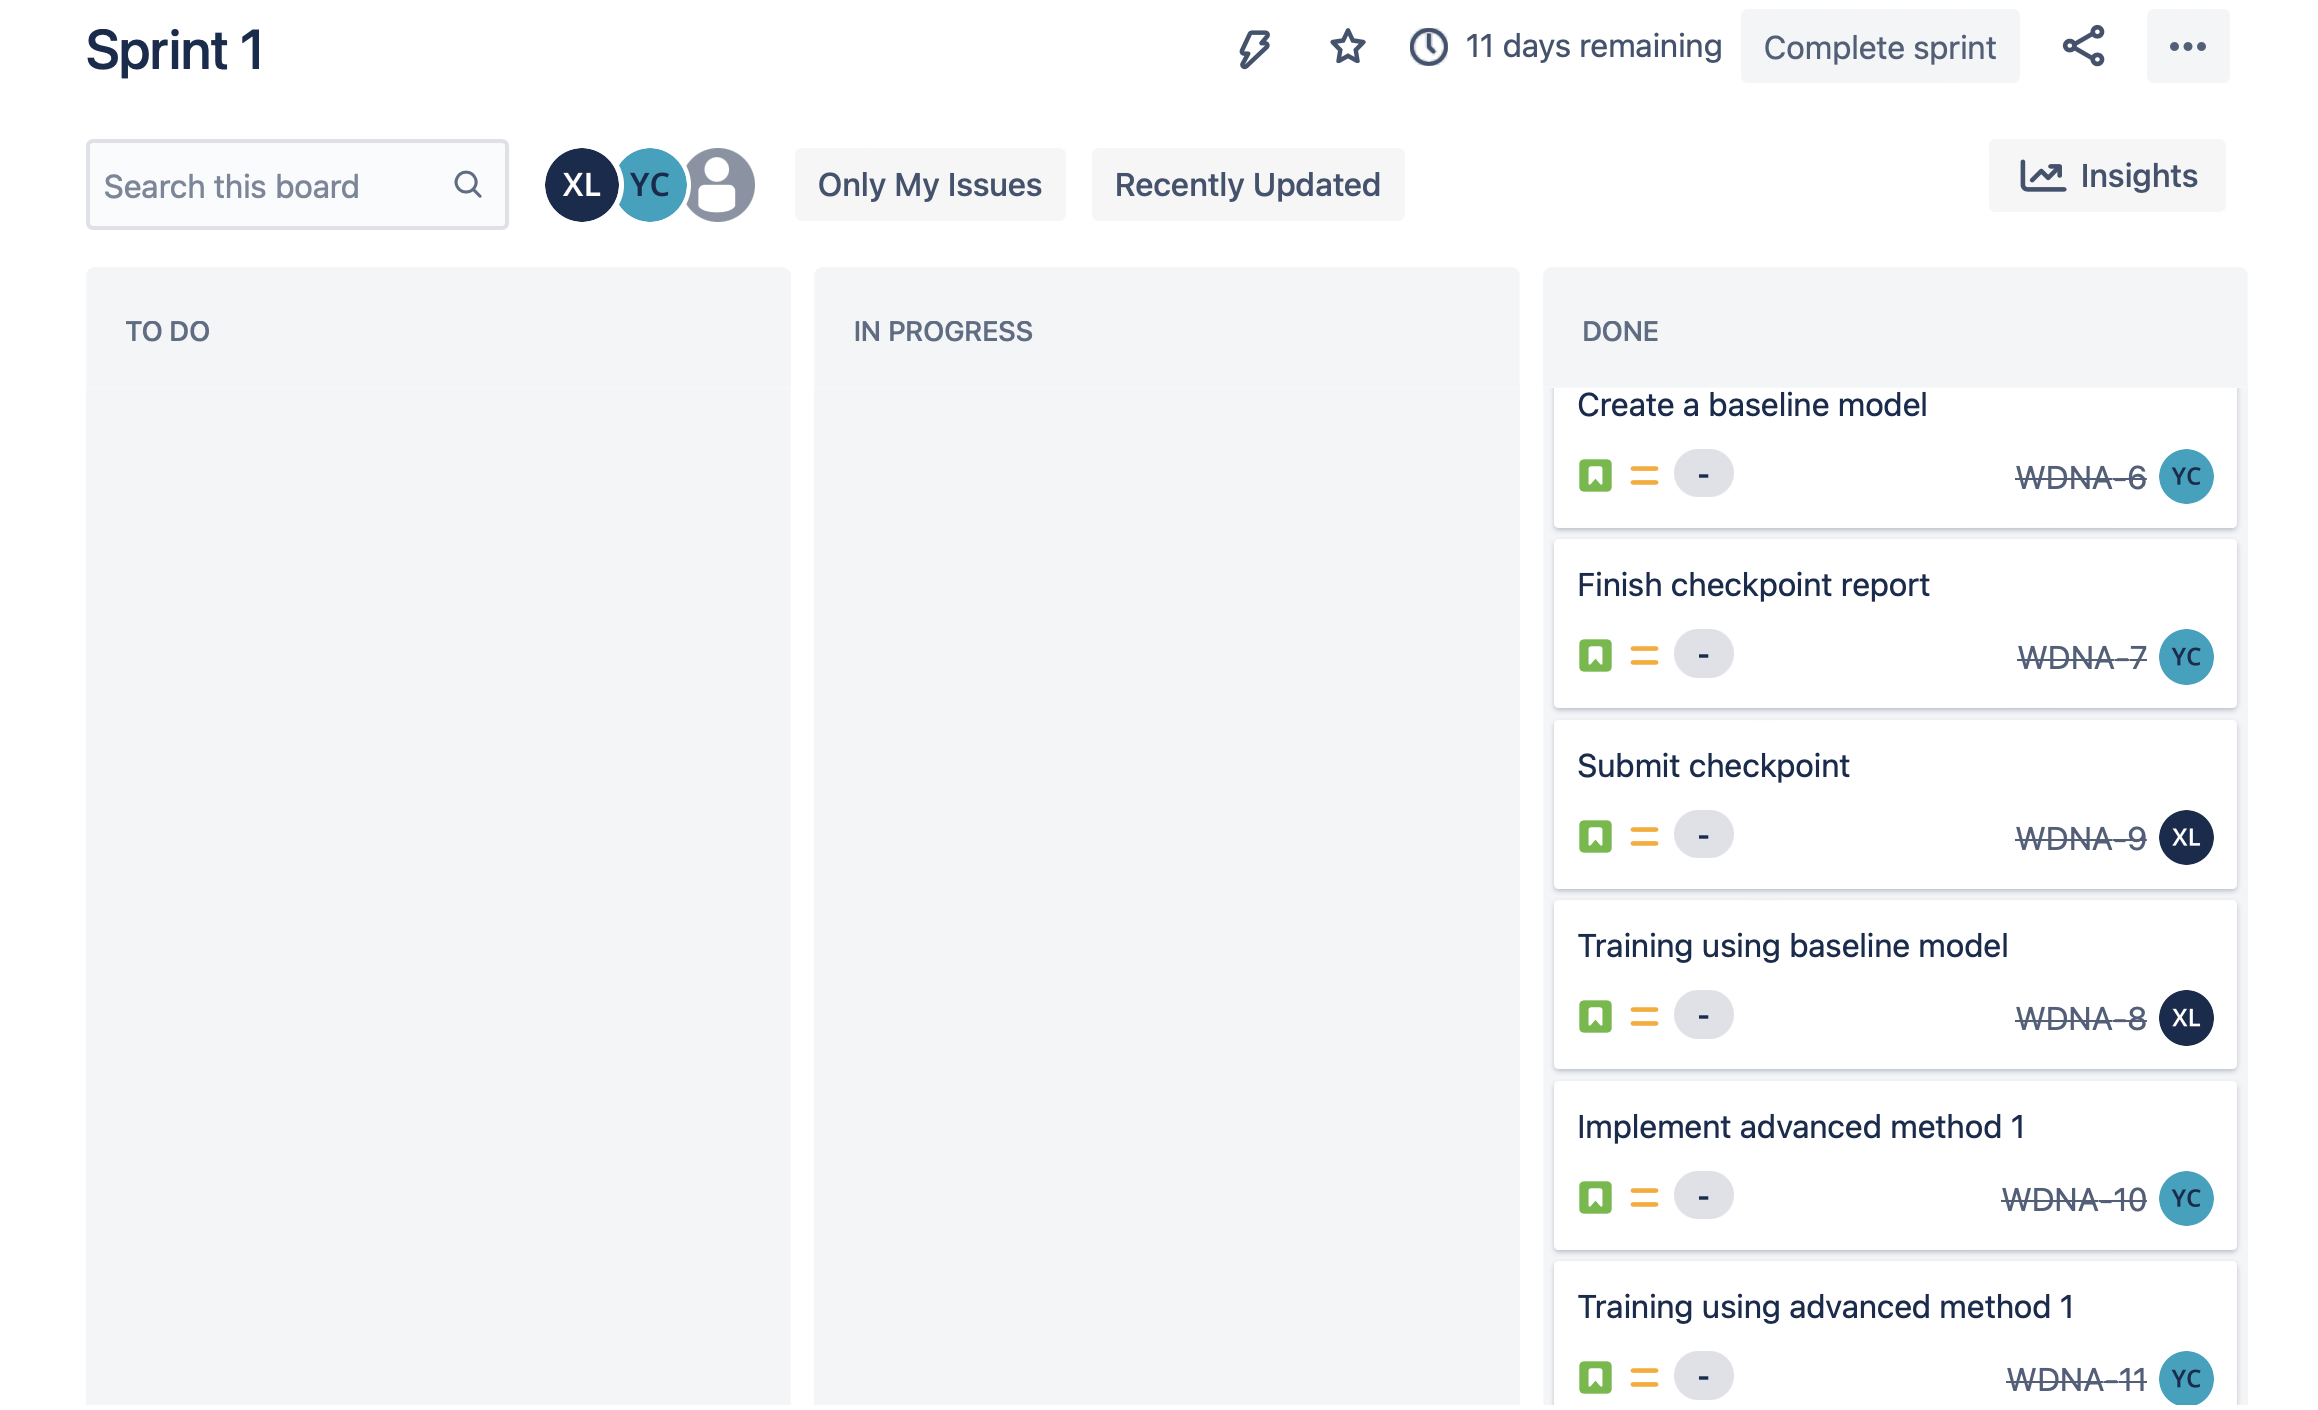 Sprint 1
11 days remaining
Complete sprint
Search this board
XL
YC
Only My Issues
Recently Updated
Insights
TO DO
IN PROGRESS
DONE
Create a baseline model
-
WDNA-6
YC
Finish checkpoint report
-
WDNA-7
YC
Submit checkpoint
-
WDNA-9
XL
Training using baseline model
-
WDNA-8
XL
Implement advanced method 1
-
WDNA-10
YC
Training using advanced method 1
-
WDNA-11
YC